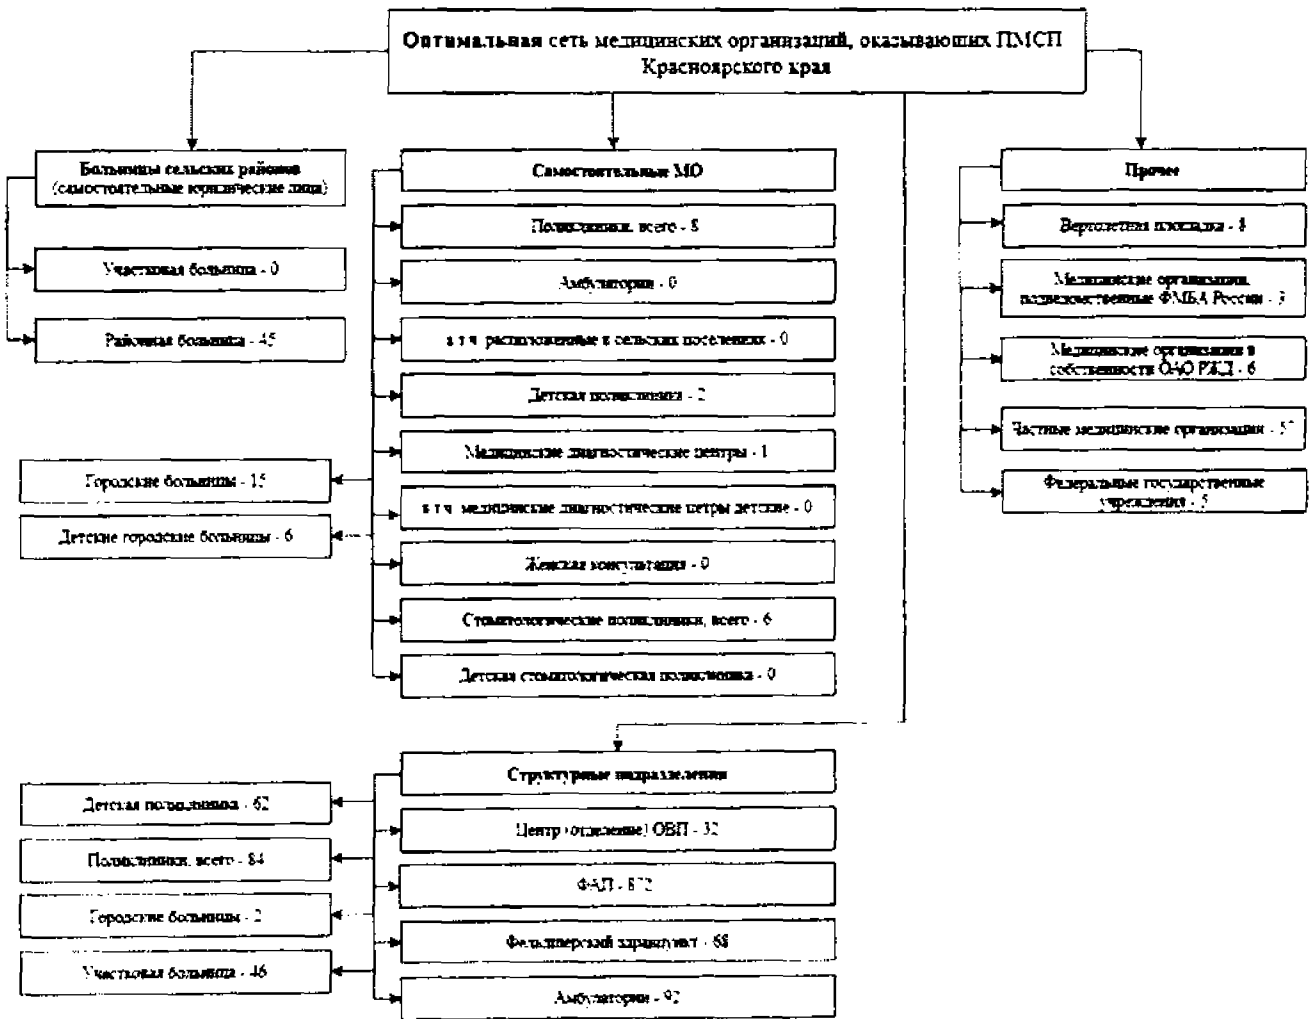 Оптимальная сеть медицинских организаций, оказывающих ПМСП
Красноярского края
Больницы сельских районов
(самостоятельные юридические лица)
Участковая больница - 0
Районная больница - 45
Самостоятельные МО
Поликлиники, всего - 8
Амбулатории - 0
в т.ч. расположенные в сельских поселениях - 0
Детская поликлиника - 2
Медицинские диагностические центры - 1
в т.ч. медицинские диагностические цетры детские - 0
Женская консультация - 0
Стоматологические поликлиники, всего - 6
Детская стоматологическая поликлиника - 0
Городские больницы - 15
Детские городские больницы - 6
Прочее
Вертолетная площадка - 8
Медицинские организации,
подведомственные ФМБА России - 3
Медицинские организации в
собственности ОАО РЖД - 6
Частные медицинские организации -
Федеральные государственные
учреждения - 5
Структурные подразделения
Центр (отделение) ОВП - 32
ФАП - 872
Фельдшерский здравпункт - 68
Амбулатории - 92
Детская поликлиника - 62
Поликлиники, всего - 84
Городские больницы - 2
Участковая больница - 46